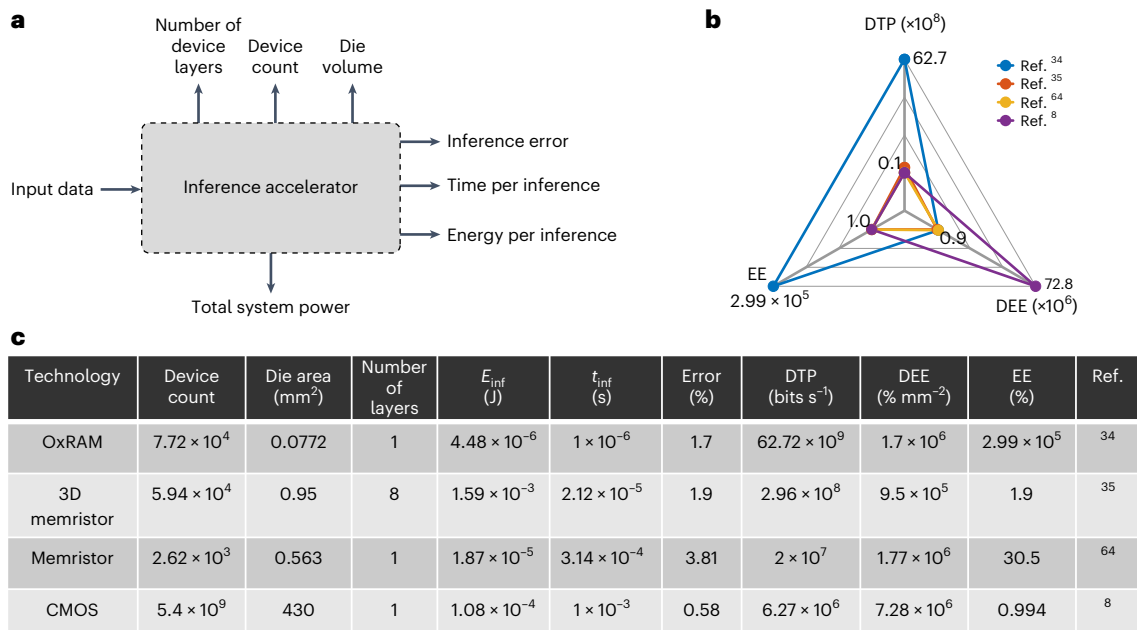 a
Number of
device
layers
Device
count
Die
volume
Input data
Inference accelerator
Inference error
Time per inference
Energy per inference
Total system power
b
DTP (×10⁸)
62.7
0.1
1.0
0.9
EE
2.99 × 10⁵
72.8
DEE (×10⁶)
Ref. ³⁴
Ref. ³⁵
Ref. ⁶⁴
Ref. ⁸
c
Technology Device count Die area (mm²) Number of layers E_inf (J) t_inf (s) Error (%) DTP (bits s⁻¹) DEE (% mm⁻²) EE (%) Ref.
OxRAM 7.72 × 10⁴ 0.0772 1 4.48 × 10⁻⁶ 1 × 10⁻⁶ 1.7 62.72 × 10⁹ 1.7 × 10⁶ 2.99 × 10⁵ ³⁴
3D memristor 5.94 × 10⁴ 0.95 8 1.59 × 10⁻³ 2.12 × 10⁻⁵ 1.9 2.96 × 10⁸ 9.5 × 10⁵ 1.9 ³⁵
Memristor 2.62 × 10³ 0.563 1 1.87 × 10⁻⁵ 3.14 × 10⁻⁴ 3.81 2 × 10⁷ 1.77 × 10⁶ 30.5 ⁶⁴
CMOS 5.4 × 10⁹ 430 1 1.08 × 10⁻⁴ 1 × 10⁻³ 0.58 6.27 × 10⁶ 7.28 × 10⁶ 0.994 ⁸